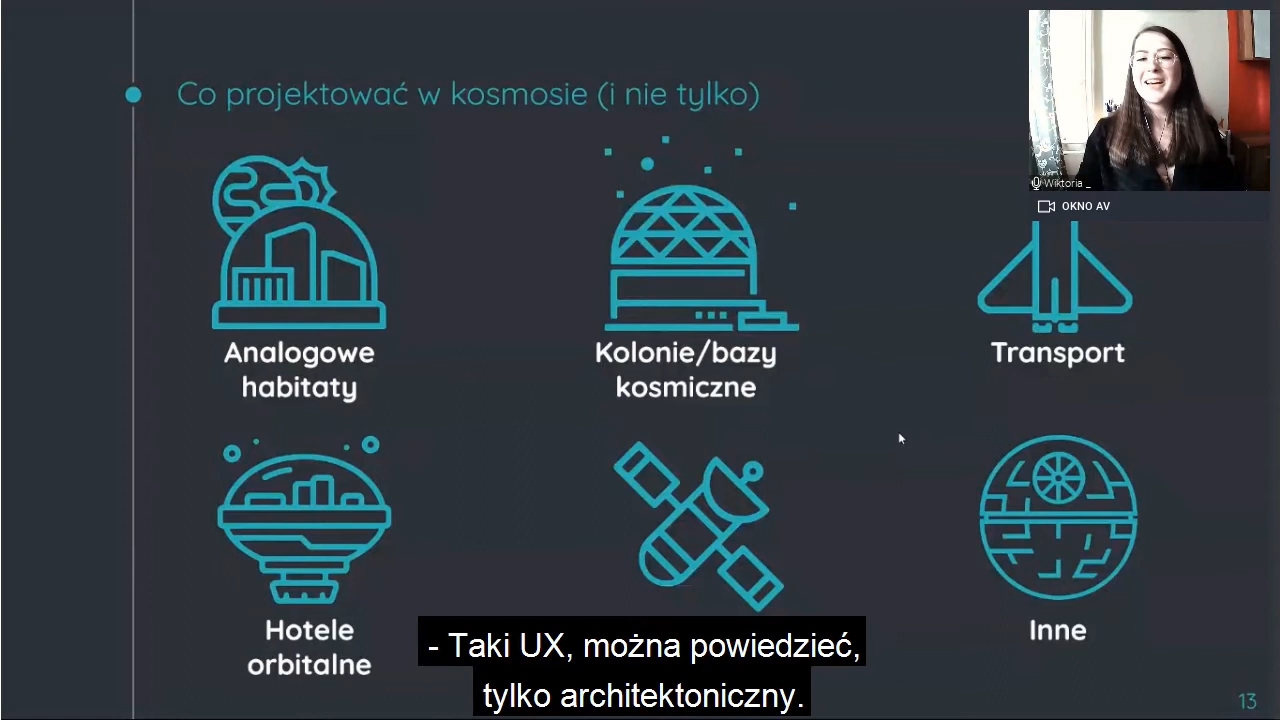 Co projektować w kosmosie (i nie tylko)
Wiktoria _
OKNO AV
Analogowe
habitaty
Kolonie/bazy
kosmiczne
Transport
Hotele
orbitalne
Inne
- Taki UX, można powiedzieć,
tylko architektoniczny.
13